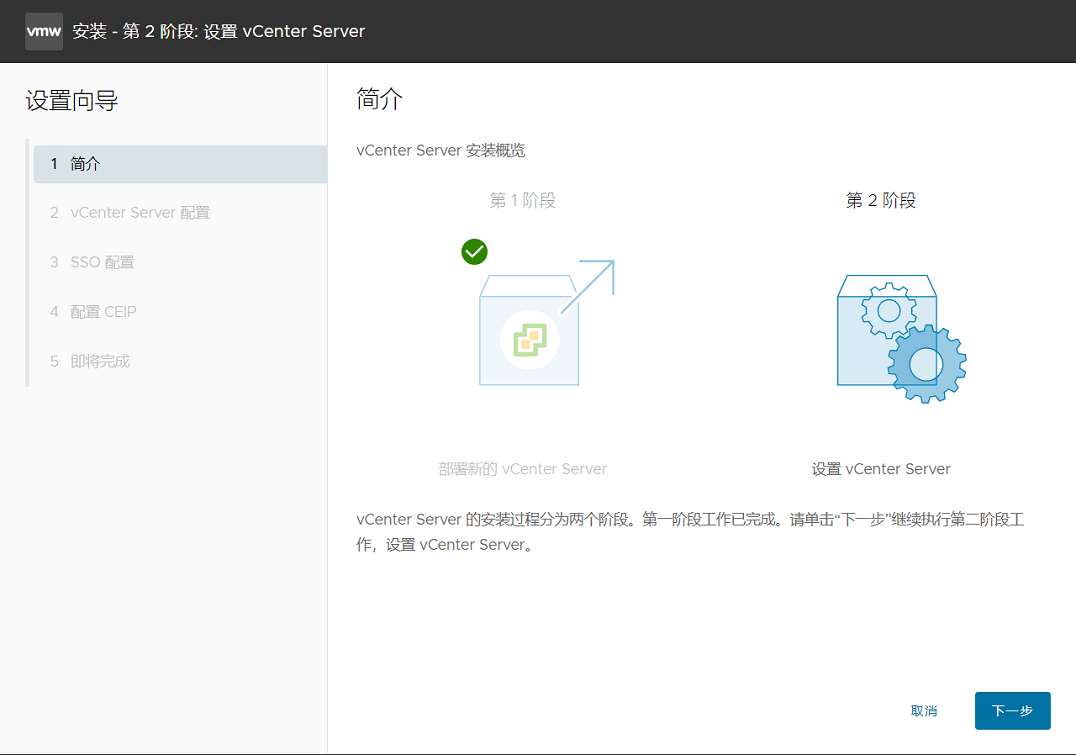 vmw 安装 - 第 2 阶段: 设置 vCenter Server
设置向导
1 简介
2 vCenter Server 配置
3 SSO 配置
4 配置 CEIP
5 即将完成
简介
vCenter Server 安装概览
第 1 阶段
第 2 阶段
部署新的 vCenter Server
设置 vCenter Server
vCenter Server 的安装过程分为两个阶段。第一阶段工作已完成。请单击“下一步”继续执行第二阶段工
作，设置 vCenter Server。
取消
下一步